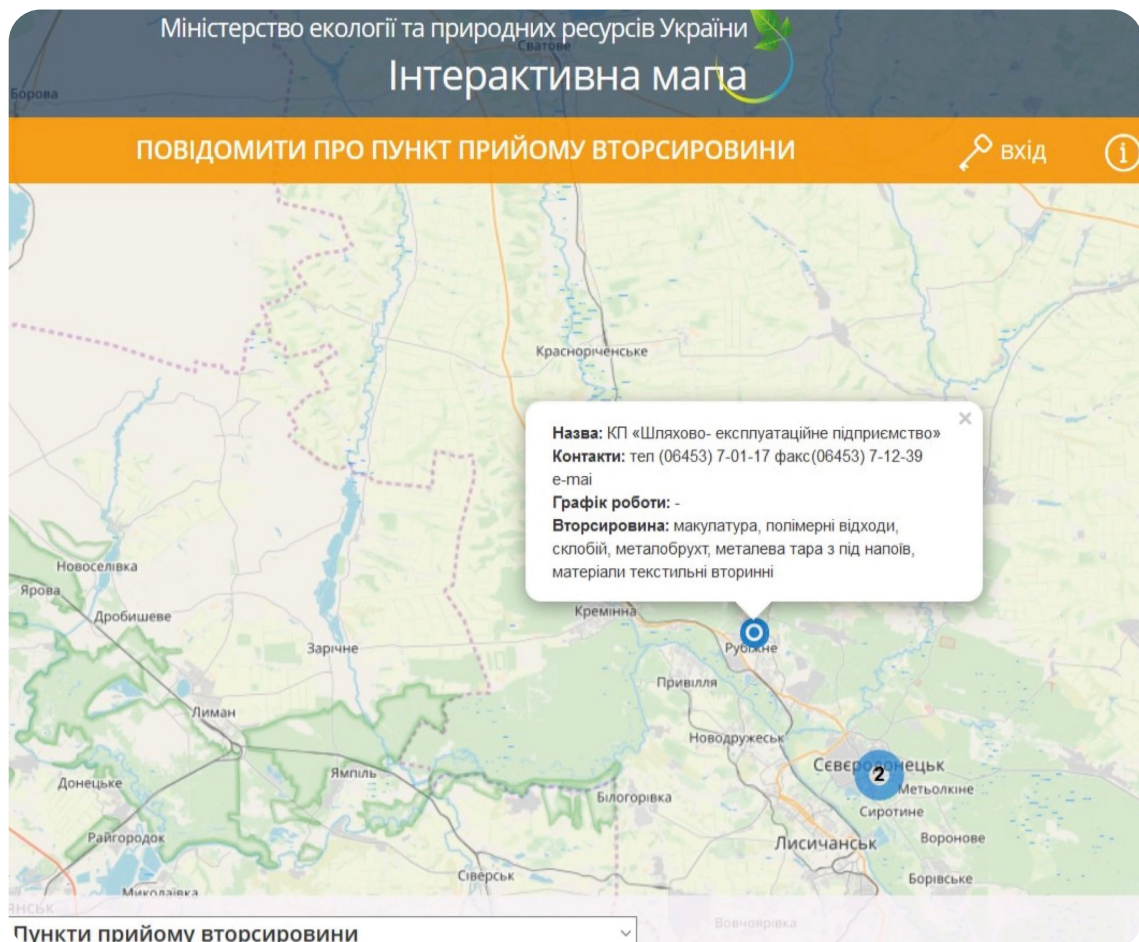 Міністерство екології та природних ресурсів України
Сватове
Інтерактивна мапа
Борова
ПОВІДОМИТИ ПРО ПУНКТ ПРИЙОМУ ВТОРСИРОВИНИ
вхід
i
Красноріченське
×
Назва: КП «Шляхово- експлуатаційне підприємство»
Контакти: тел (06453) 7-01-17 факс(06453) 7-12-39
e-mai
Графік роботи: -
Вторсировина: макулатура, полімерні відходи,
склобій, металобрухт, металева тара з під напоїв,
матеріали текстильні вторинні
Новоселівка
Ярова
Дробишеве
Кремінна
Зарічне
Рубіжне
Привілля
Лиман
Новодружеськ
Сєвєродонецьк
2
Ямпіль
Донецьке
Метьолкіне
Білогорівка
Сиротине
Райгородок
Лисичанськ
Воронове
Сіверськ
Борівське
Миколаївка
ЯНСЬК
Вовчоярівка
Пункти прийому вторсировини